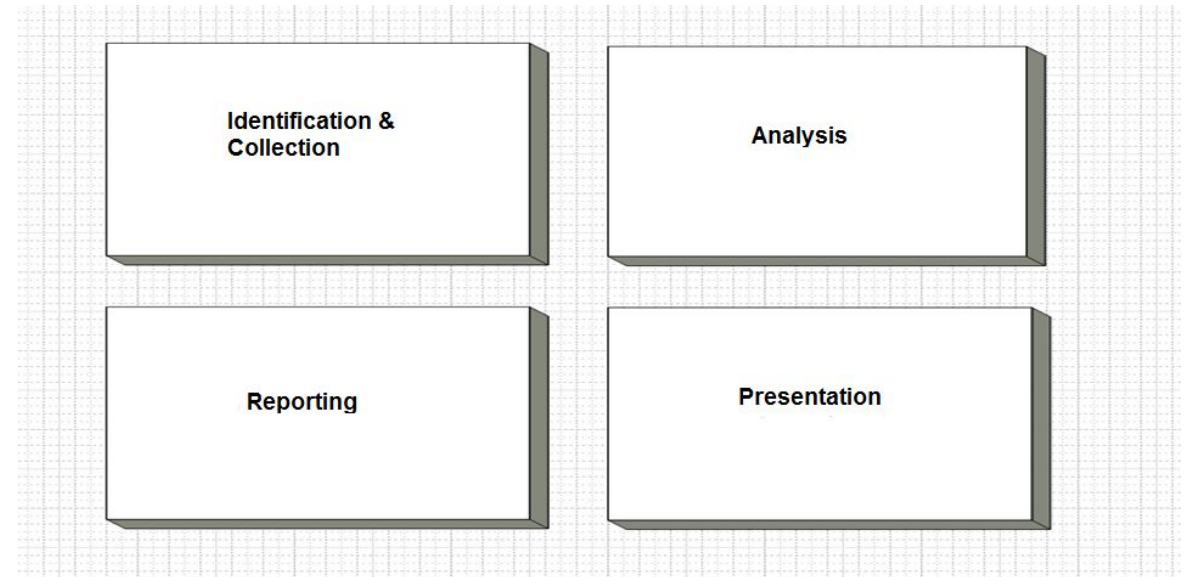 Identification &
Collection
Analysis
Reporting
Presentation